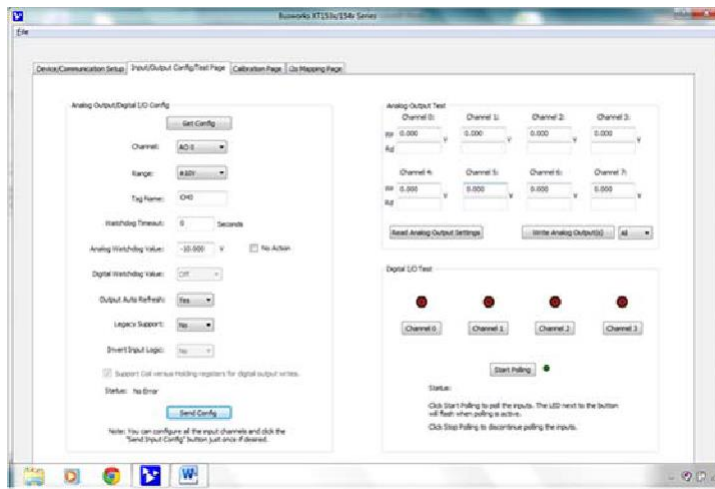 Busworks XT153x/154x Series
File
Device/Communication Setup
Input/Output Config/Test Page
Calibration Page
i2o Mapping Page
Analog Output/Digital I/O Config
Get Config
Channel: AO 0
Range: ±10V
Tag Name: CH0
Watchdog Timeout: 0 Seconds
Analog Watchdog Value: -10.000 V No Action
Digital Watchdog Value: Off
Output Auto Refresh: Yes
Legacy Support: No
Invert Input Logic: No
Support Coil versus Holding registers for digital output writes.
Status: No Error
Send Config
Note: You can configure all the input channels and click the
"Send Input Config" button just once if desired.
Analog Output Test
Channel 0: Channel 1: Channel 2: Channel 3:
0.000 V 0.000 V 0.000 V 0.000 V
Rd
Channel 4: Channel 5: Channel 6: Channel 7:
0.000 V 0.000 V 0.000 V 0.000 V
Rd
Read Analog Output Settings
Write Analog Output(s)
All
Digital I/O Test
Channel 0 Channel 1 Channel 2 Channel 3
Start Polling
Status:
Click Start Polling to poll the inputs. The LED next to the button
will flash when polling is active.
Click Stop Polling to discontinue polling the inputs.
W